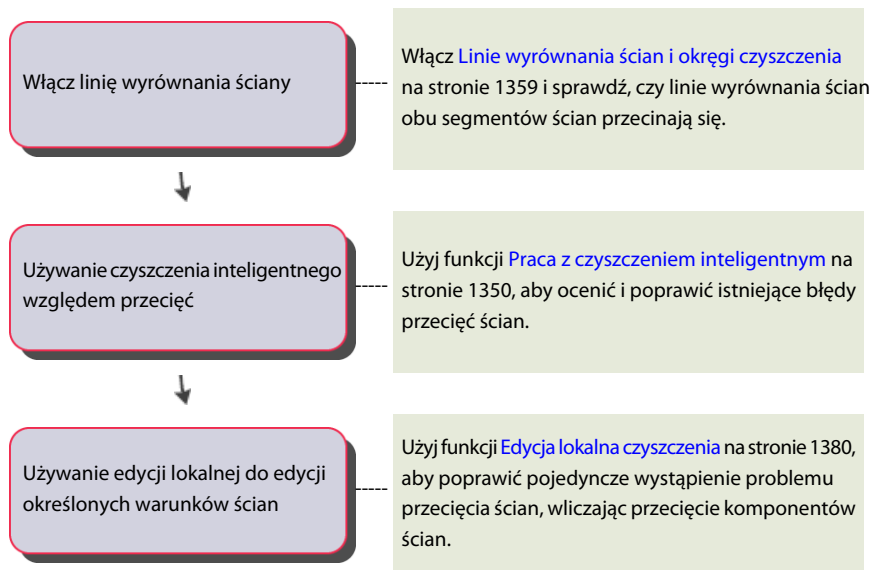 Włącz linię wyrównania ściany
Włącz Linie wyrównania ścian i okręgi czyszczenia
na stronie 1359 i sprawdź, czy linie wyrównania ścian
obu segmentów ścian przecinają się.
Używanie czyszczenia inteligentnego
względem przecięć
Użyj funkcji Praca z czyszczeniem inteligentnym na
stronie 1350, aby ocenić i poprawić istniejące błędy
przecięć ścian.
Używanie edycji lokalnej do edycji
określonych warunków ścian
Użyj funkcji Edycja lokalna czyszczenia na stronie 1380,
aby poprawić pojedyncze wystąpienie problemu
przecięcia ścian, wliczając przecięcie komponentów
ścian.